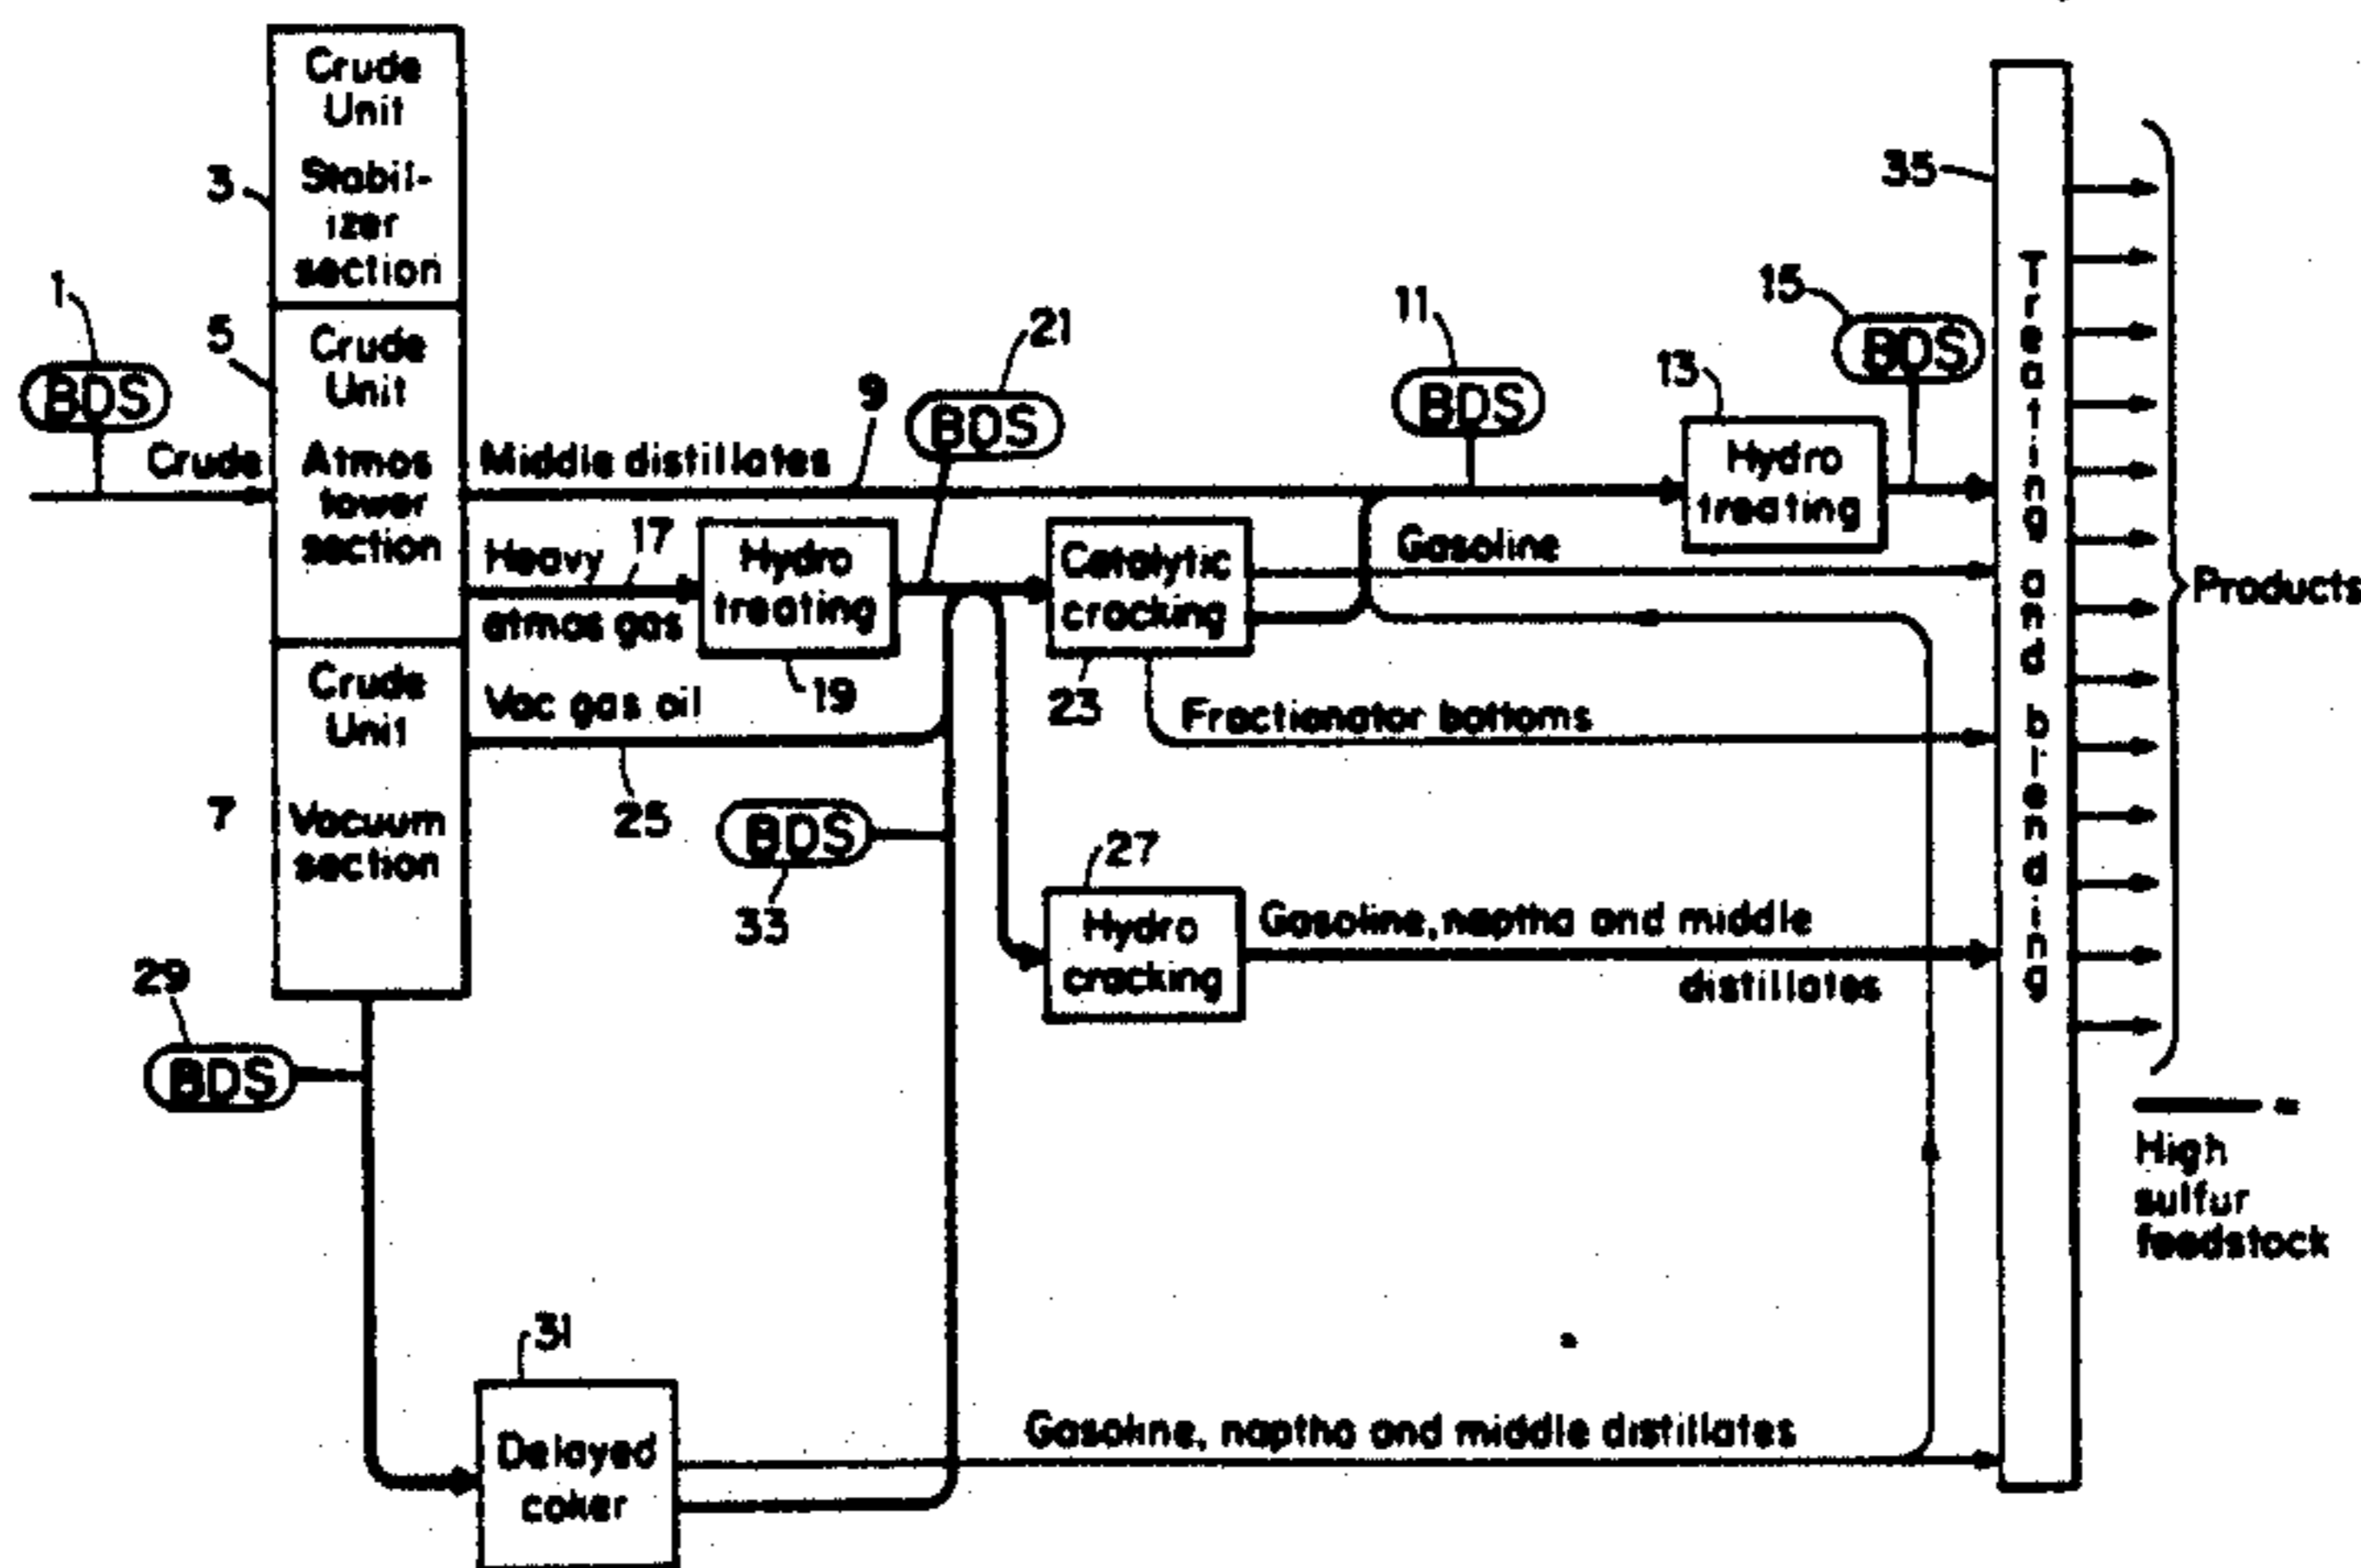 Crude
Unit
Stabil-
izer
section
3
Crude
Unit
Atmos
tower
section
5
Crude
Unit
Vacuum
section
7
1
BDS
Crude
Middle distillates
9
21
BDS
11
BDS
13
Hydro
treating
15
BDS
35
Treating and blending
Products
Heavy
17
atmos gas
Hydro
treating
19
Catalytic
cracking
23
Gasoline
Vac gas oil
25
Fractionator bottoms
BDS
33
27
Hydro
cracking
Gasoline, naptha and middle
distillates
29
BDS
High
sulfur
feedstock
31
Delayed
coker
Gasoline, naptha and middle distillates